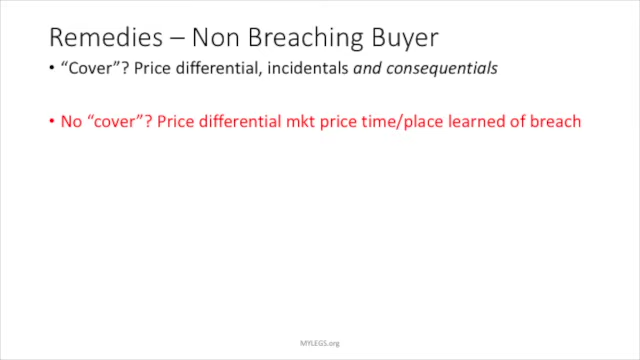 Remedies – Non Breaching Buyer
• “Cover”? Price differential, incidentals and consequentials
• No “cover”? Price differential mkt price time/place learned of breach
MYLEGS.org